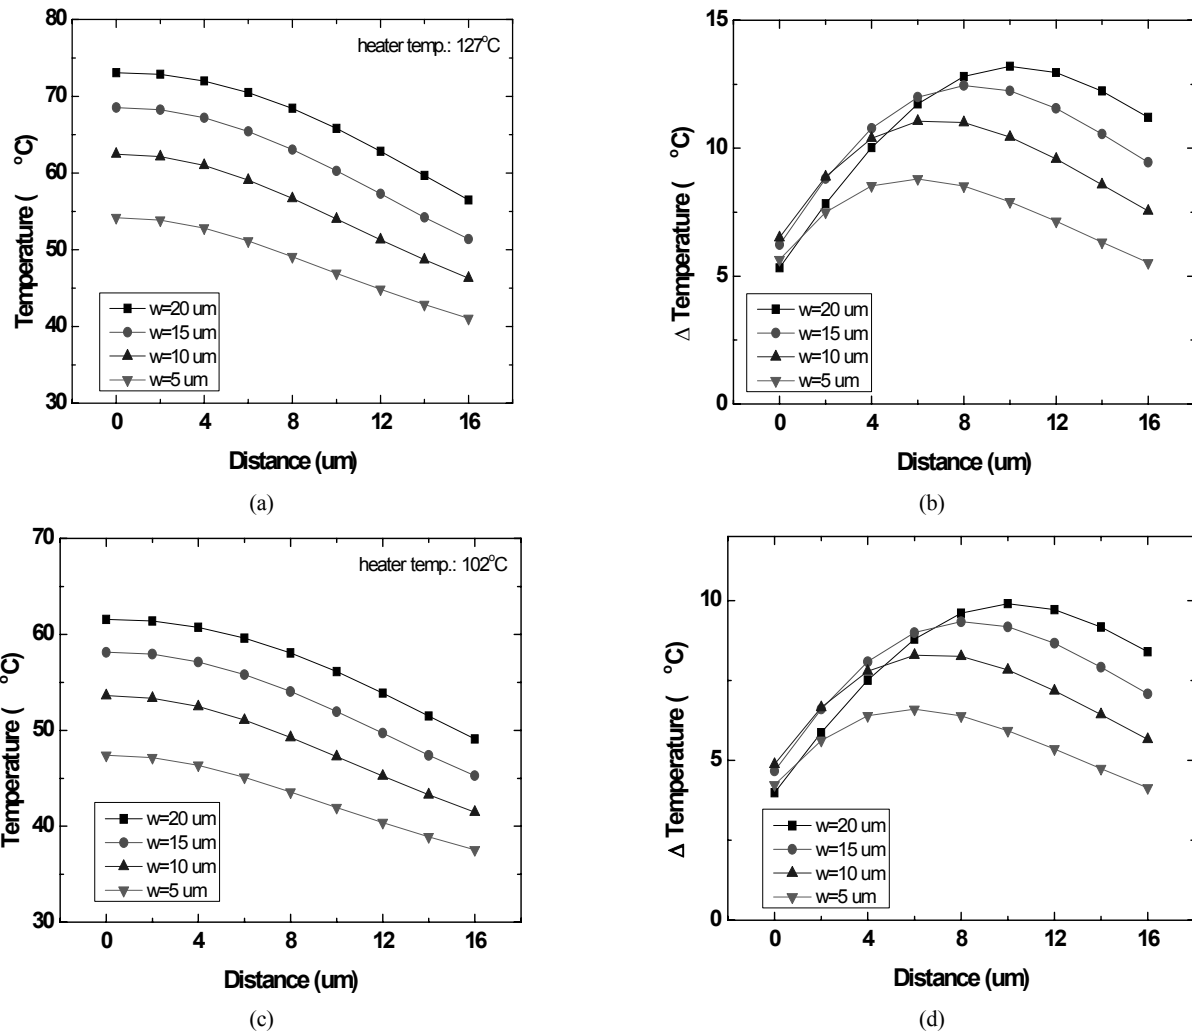 80
70
60
50
40
30
Temperature ( °C)
heater temp.: 127°C
w=20 um
w=15 um
w=10 um
w=5 um
0 4 8 12 16
Distance (um)
(a)
15
10
5
0
Δ Temperature ( °C)
w=20 um
w=15 um
w=10 um
w=5 um
0 4 8 12 16
Distance (um)
(b)
70
60
50
40
30
Temperature ( °C)
heater temp.: 102°C
w=20 um
w=15 um
w=10 um
w=5 um
0 4 8 12 16
Distance (um)
(c)
10
5
0
Δ Temperature ( °C)
w=20 um
w=15 um
w=10 um
w=5 um
0 4 8 12 16
Distance (um)
(d)